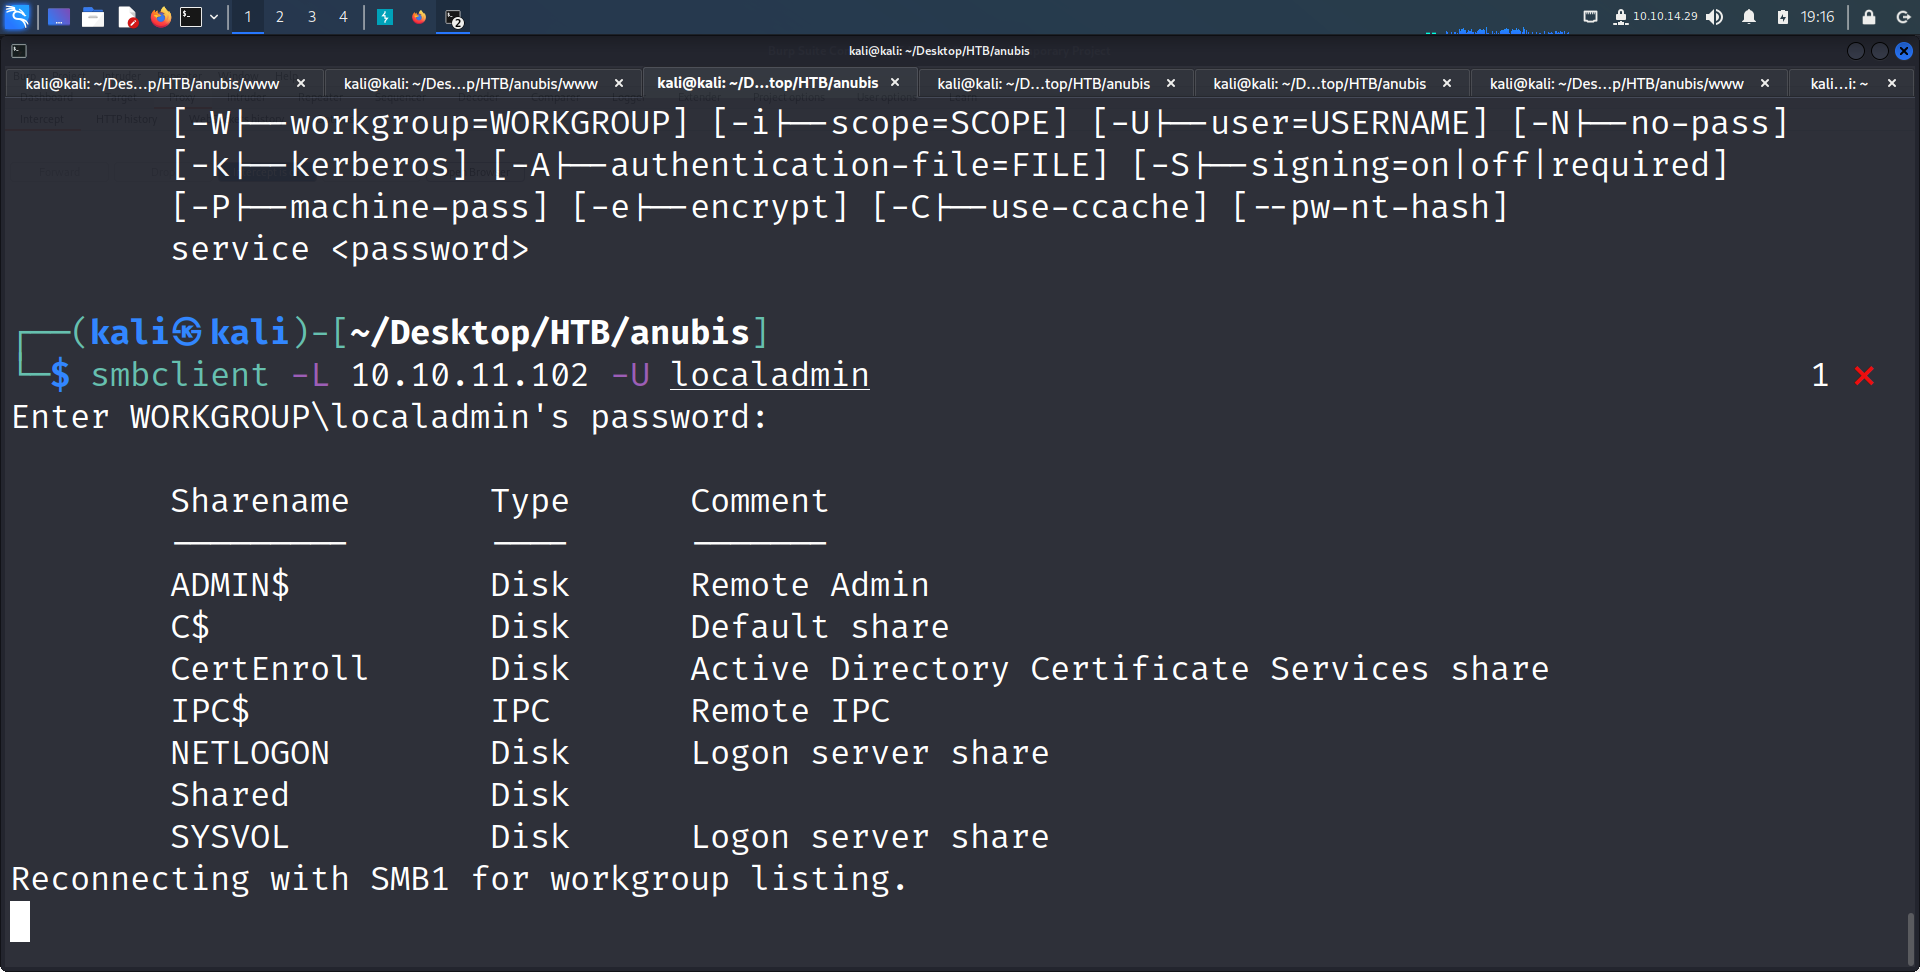 1 2 3 4 2 10.10.14.29 19:16
kali@kali: ~/Desktop/HTB/anubis
kali@kali: ~/Des...p/HTB/anubis/www kali@kali: ~/Des...p/HTB/anubis/www kali@kali: ~/D...top/HTB/anubis kali@kali: ~/D...top/HTB/anubis kali@kali: ~/D...top/HTB/anubis kali@kali: ~/Des...p/HTB/anubis/www kali...i: ~
[-W|--workgroup=WORKGROUP] [-i|--scope=SCOPE] [-U|--user=USERNAME] [-N|--no-pass]
[-k|--kerberos] [-A|--authentication-file=FILE] [-S|--signing=on|off|required]
[-P|--machine-pass] [-e|--encrypt] [-C|--use-ccache] [--pw-nt-hash]
service <password>
┌──(kali㉿kali)-[~/Desktop/HTB/anubis]
└─$ smbclient -L 10.10.11.102 -U localadmin 1 ⨯
Enter WORKGROUP\localadmin's password:
Sharename Type Comment
--------- ---- -------
ADMIN$ Disk Remote Admin
C$ Disk Default share
CertEnroll Disk Active Directory Certificate Services share
IPC$ IPC Remote IPC
NETLOGON Disk Logon server share
Shared Disk
SYSVOL Disk Logon server share
Reconnecting with SMB1 for workgroup listing.